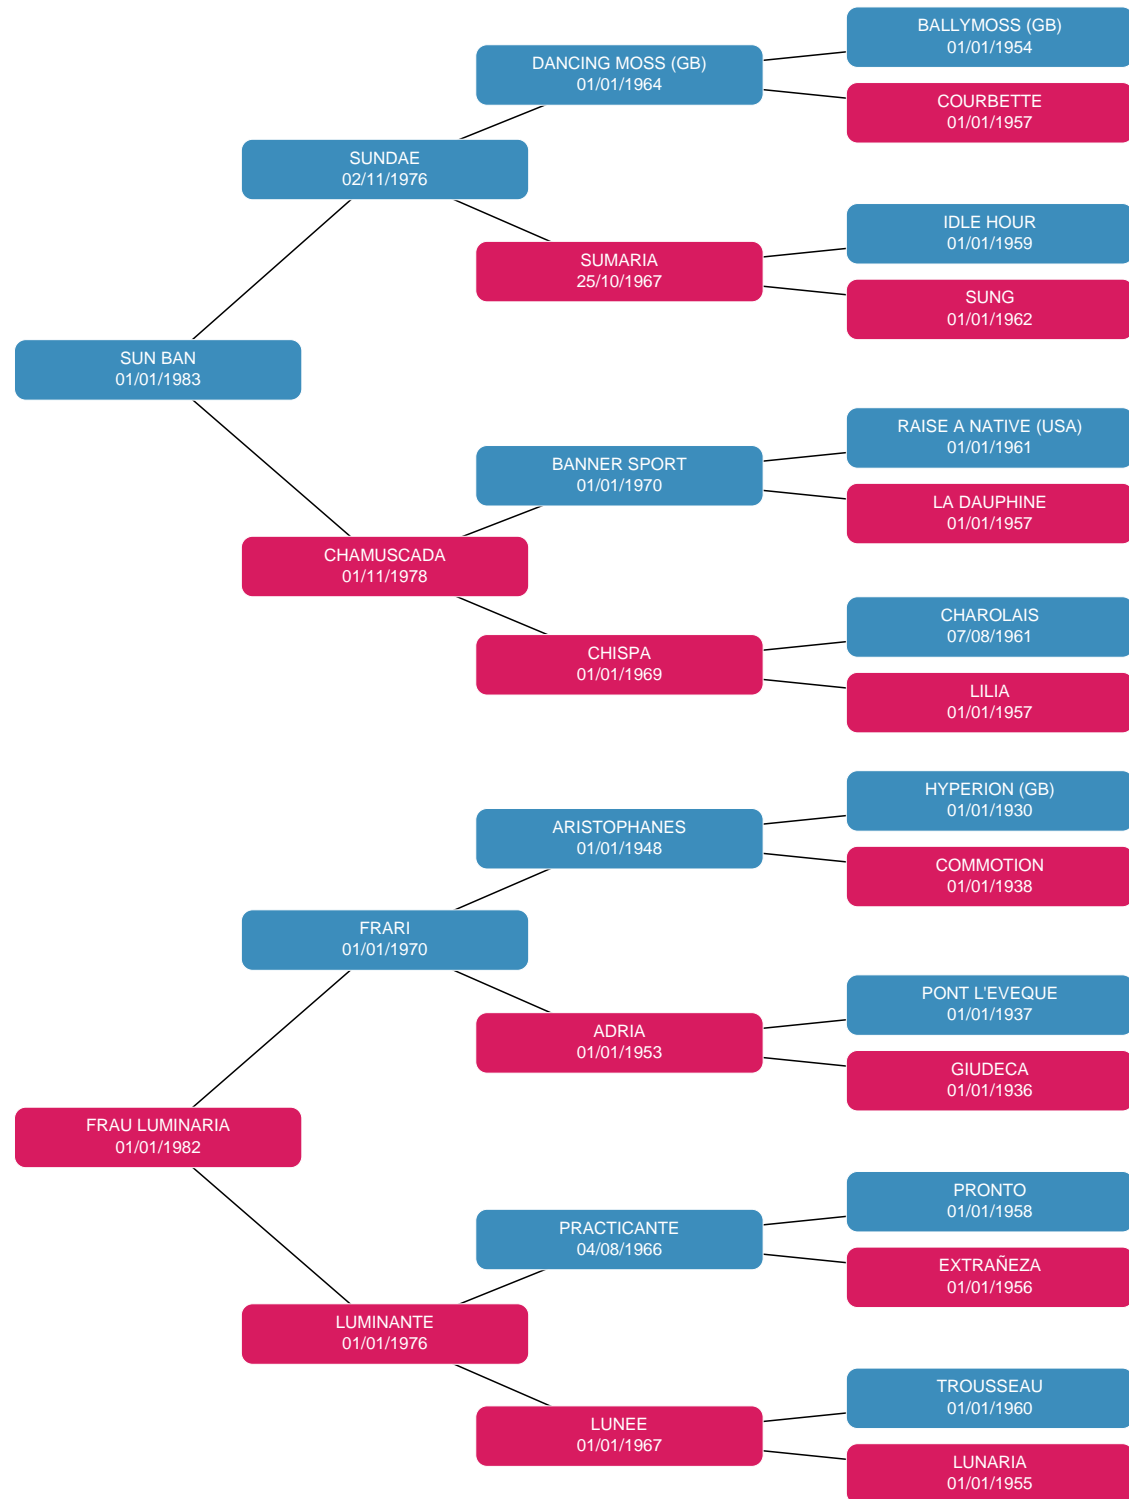 BALLYMOSS (GB)
01/01/1954
DANCING MOSS (GB)
01/01/1964
COURBETTE
01/01/1957
SUNDAE
02/11/1976
IDLE HOUR
01/01/1959
SUMARIA
25/10/1967
SUNG
01/01/1962
SUN BAN
01/01/1983
RAISE A NATIVE (USA)
01/01/1961
BANNER SPORT
01/01/1970
LA DAUPHINE
01/01/1957
CHAMUSCADA
01/11/1978
CHAROLAIS
07/08/1961
CHISPA
01/01/1969
LILIA
01/01/1957
HYPERION (GB)
01/01/1930
ARISTOPHANES
01/01/1948
COMMOTION
01/01/1938
FRARI
01/01/1970
PONT L'EVEQUE
01/01/1937
ADRIA
01/01/1953
GIUDECA
01/01/1936
FRAU LUMINARIA
01/01/1982
PRONTO
01/01/1958
PRACTICANTE
04/08/1966
EXTRAÑEZA
01/01/1956
LUMINANTE
01/01/1976
TROUSSEAU
01/01/1960
LUNEE
01/01/1967
LUNARIA
01/01/1955